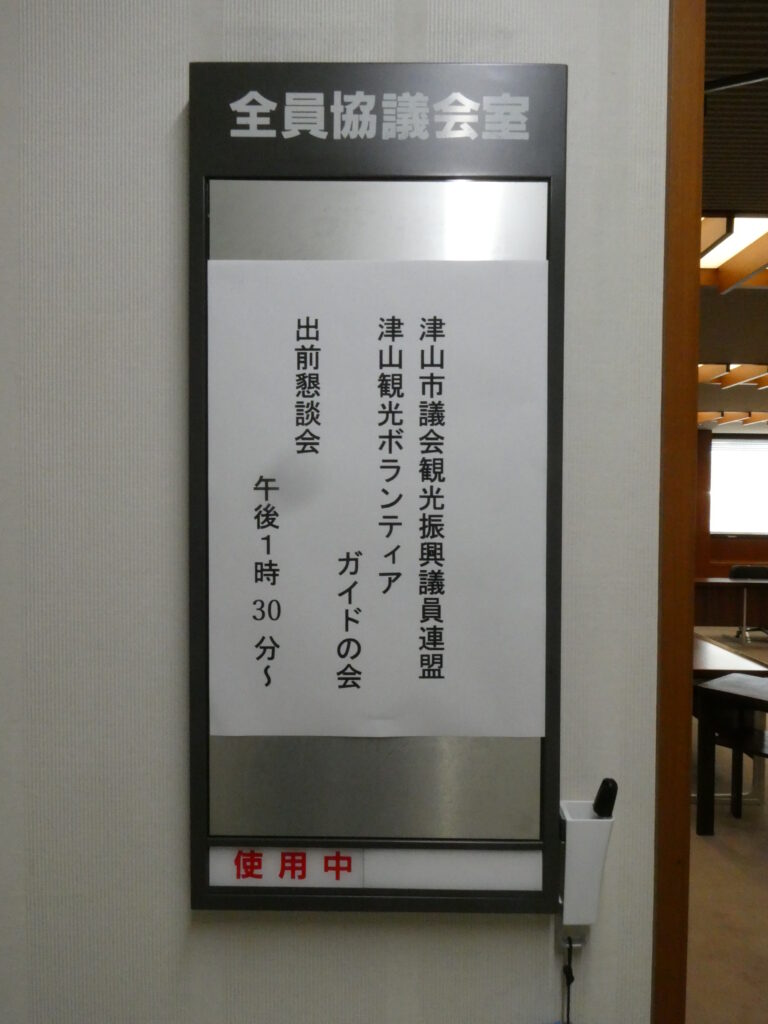 全員協議会室
津山市議会観光振興議員連盟
津山観光ボランティア
ガイドの会
出前懇談会
午後1時30分～
使用中